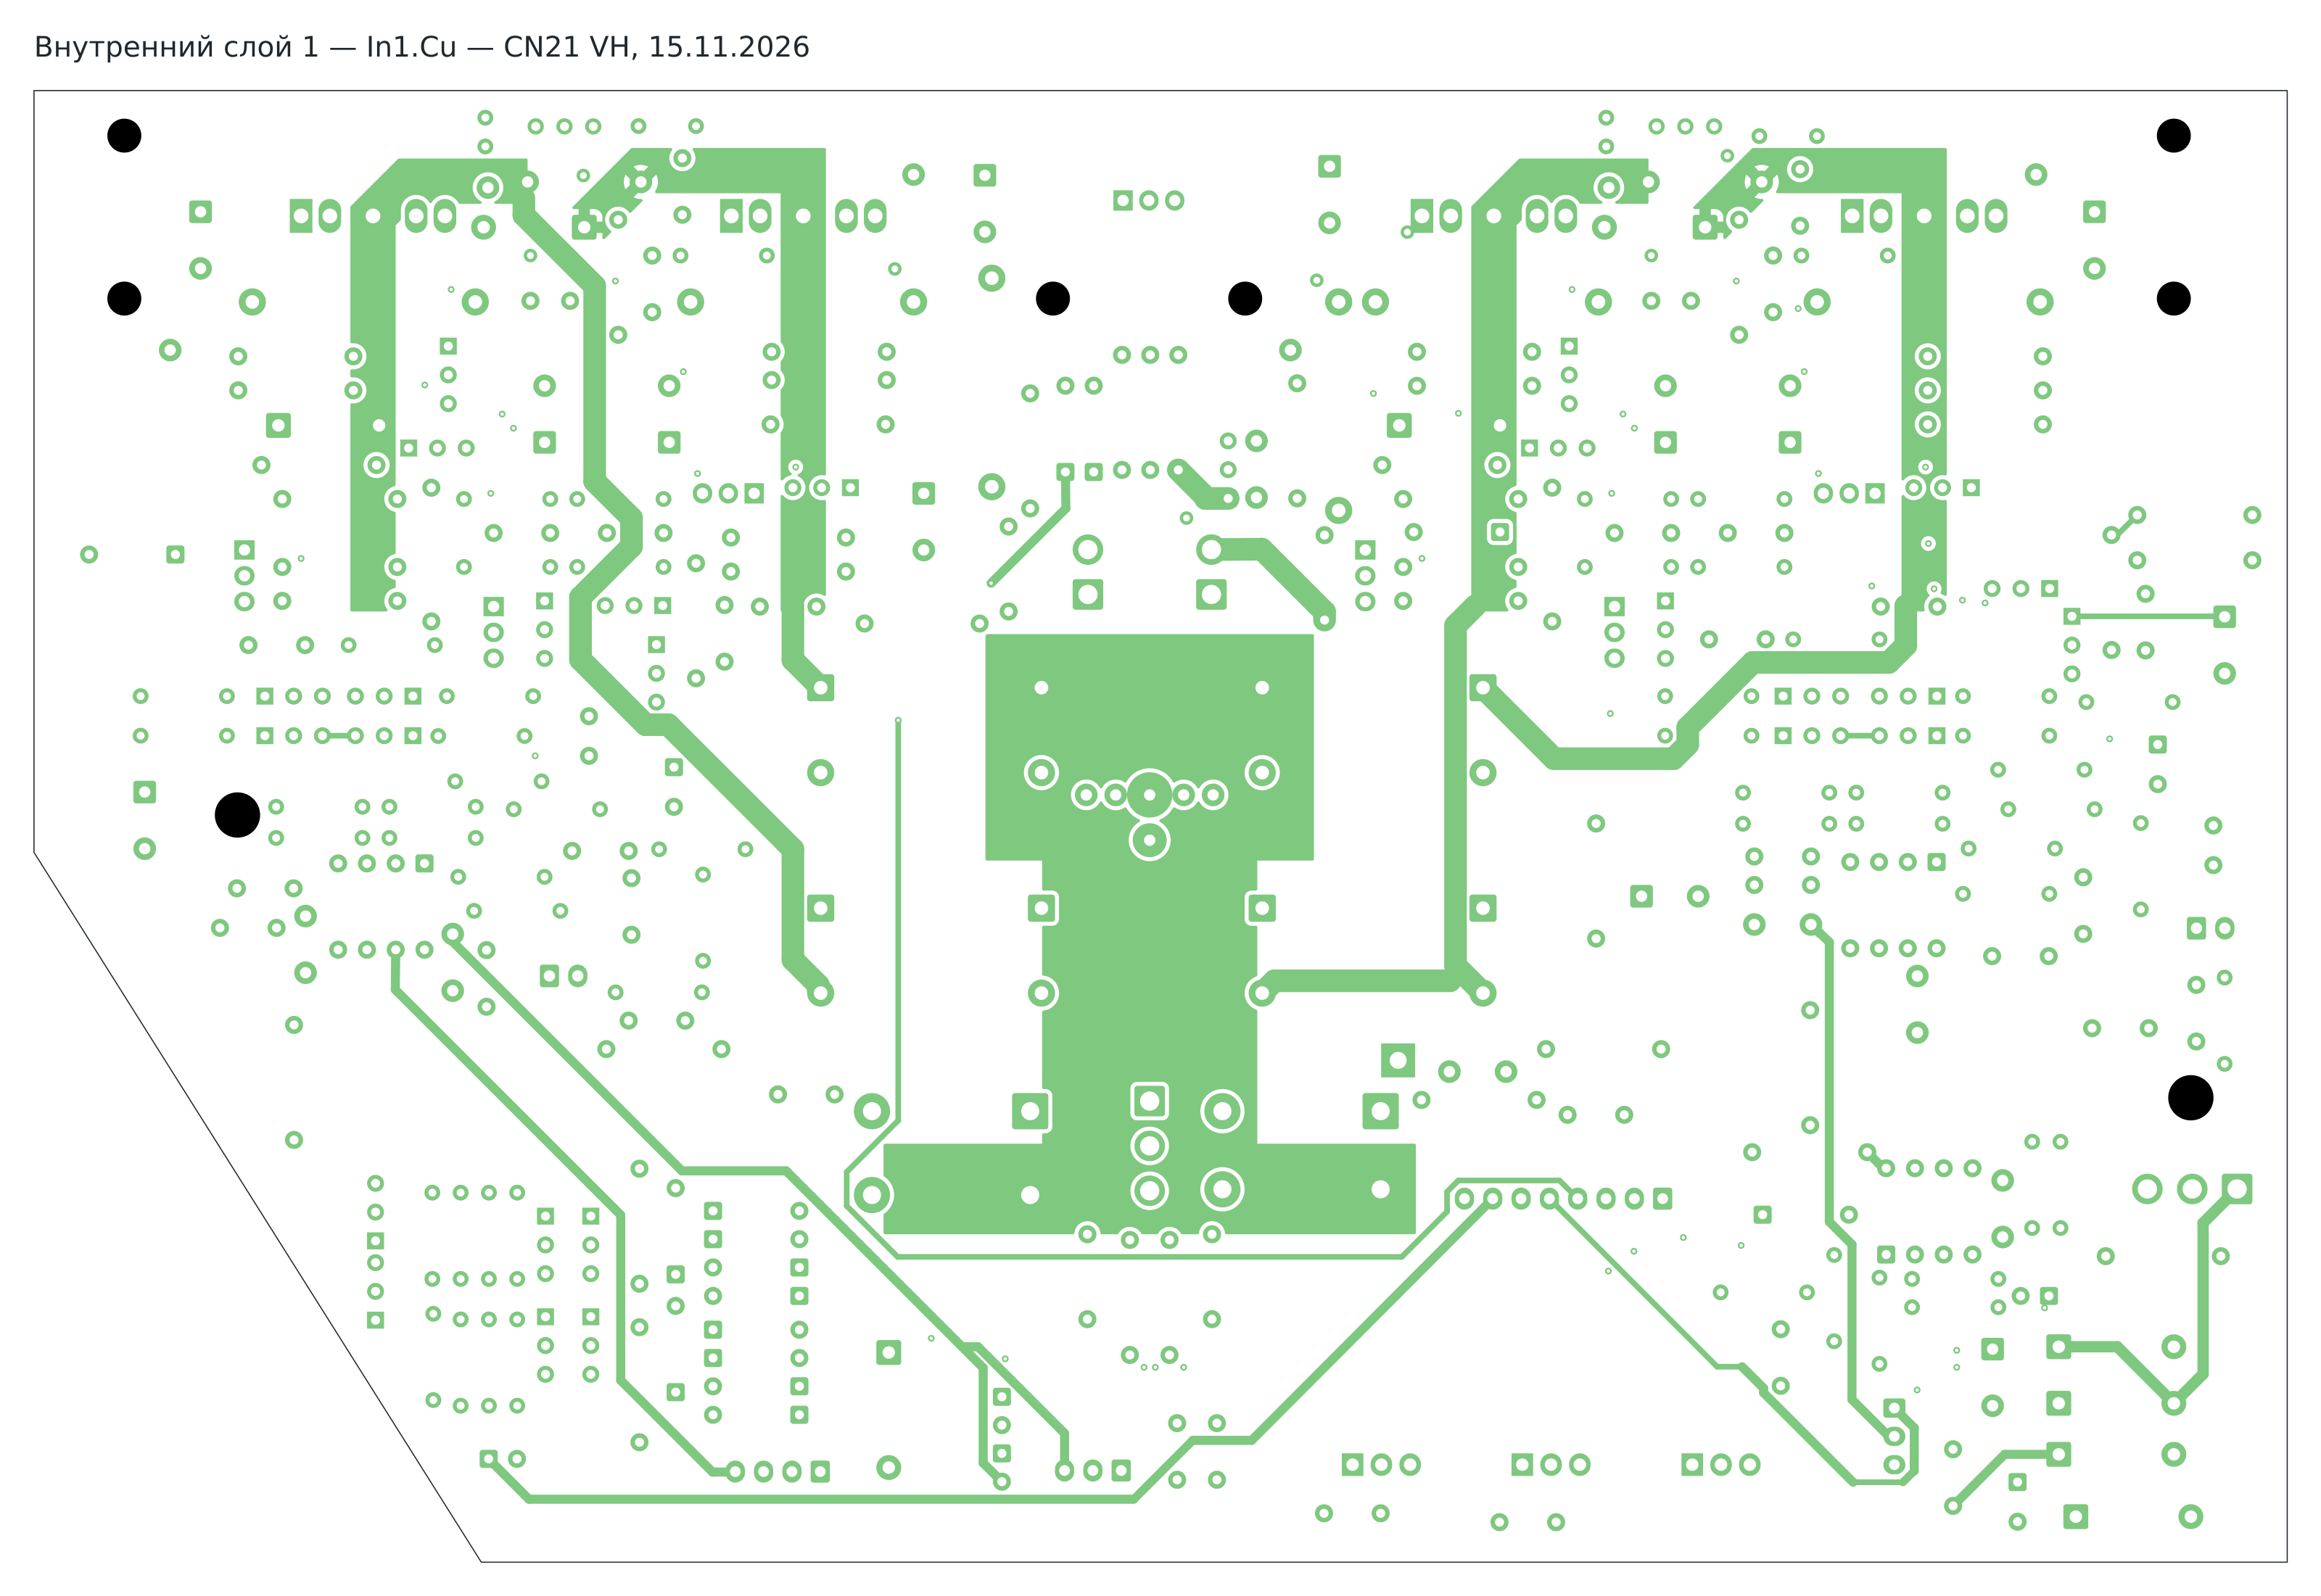 Внутренний слой 1 — In1.Cu — CN21 VH, 15.11.2026